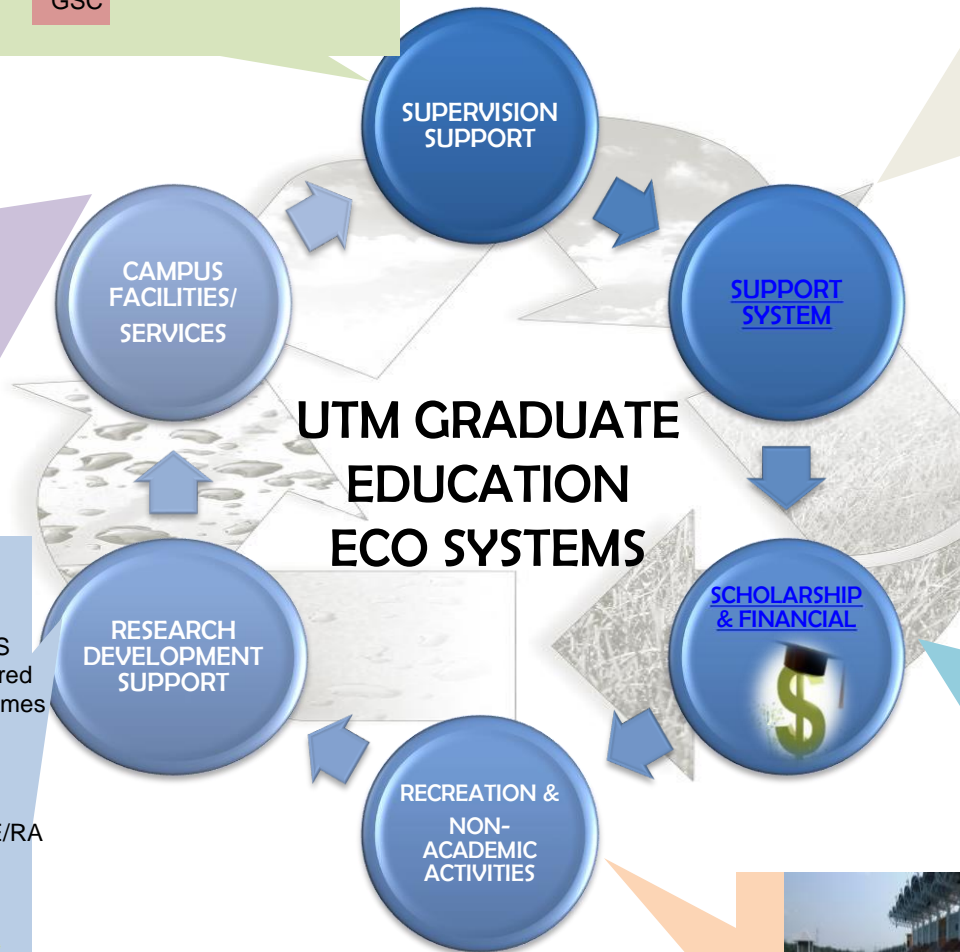 GSC
SUPERVISION
SUPPORT
CAMPUS
FACILITIES/
SERVICES
SUPPORT
SYSTEM
UTM GRADUATE
EDUCATION
ECO SYSTEMS
SCHOLARSHIP
& FINANCIAL
$
RESEARCH
DEVELOPMENT
SUPPORT
RECREATION &
NON-
ACADEMIC
ACTIVITIES